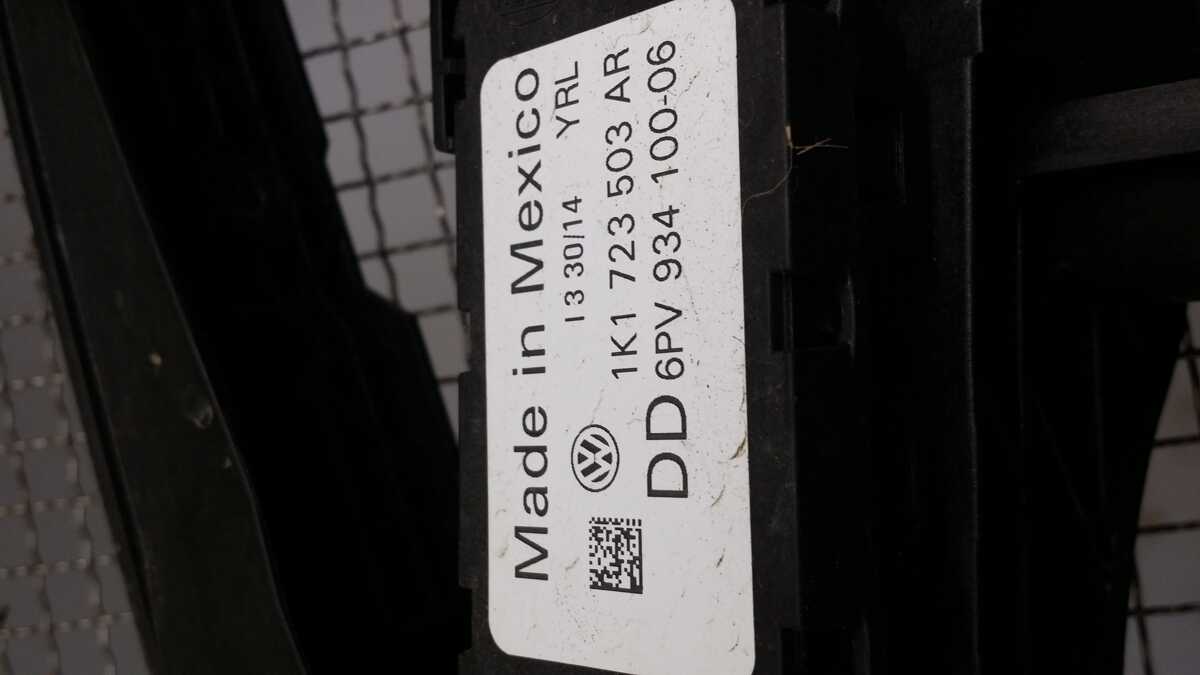 Made in Mexico
I 3 30/14 YRL
1K1 723 503 AR
DD 6PV 934 100-06